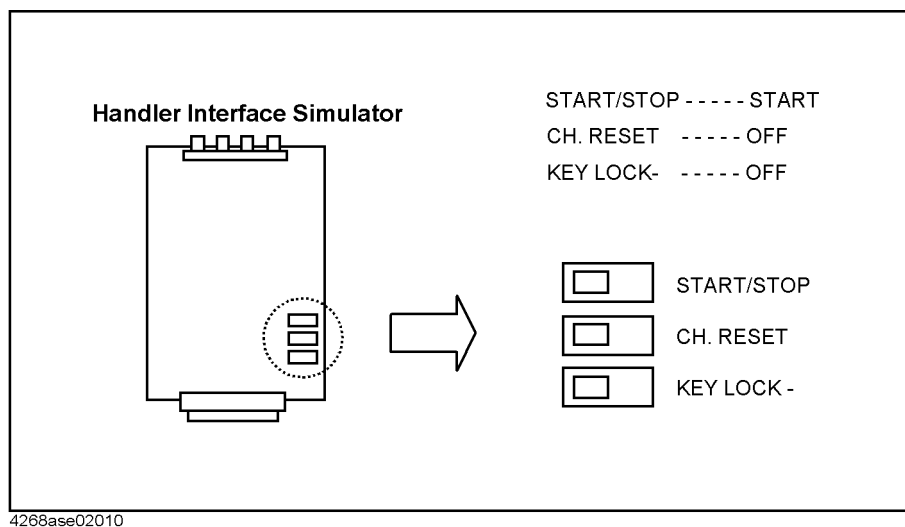 Handler Interface Simulator
START/STOP - - - - - START
CH. RESET - - - - - OFF
KEY LOCK- - - - - - OFF
START/STOP
CH. RESET
KEY LOCK -
4268ase02010